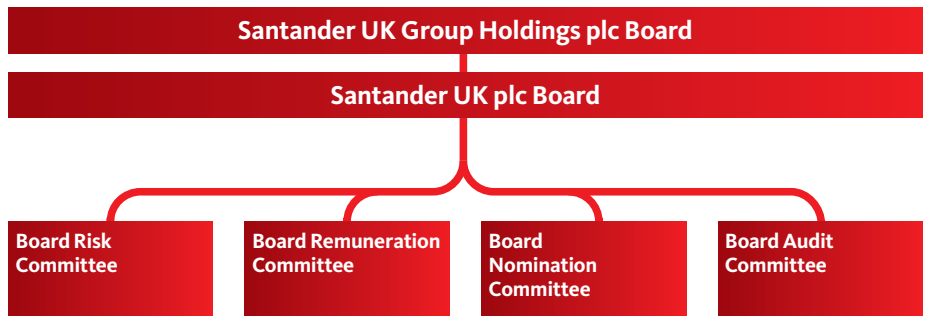 Santander UK Group Holdings plc Board
Santander UK plc Board
Board Risk
Committee
Board Remuneration
Committee
Board
Nomination
Committee
Board Audit
Committee